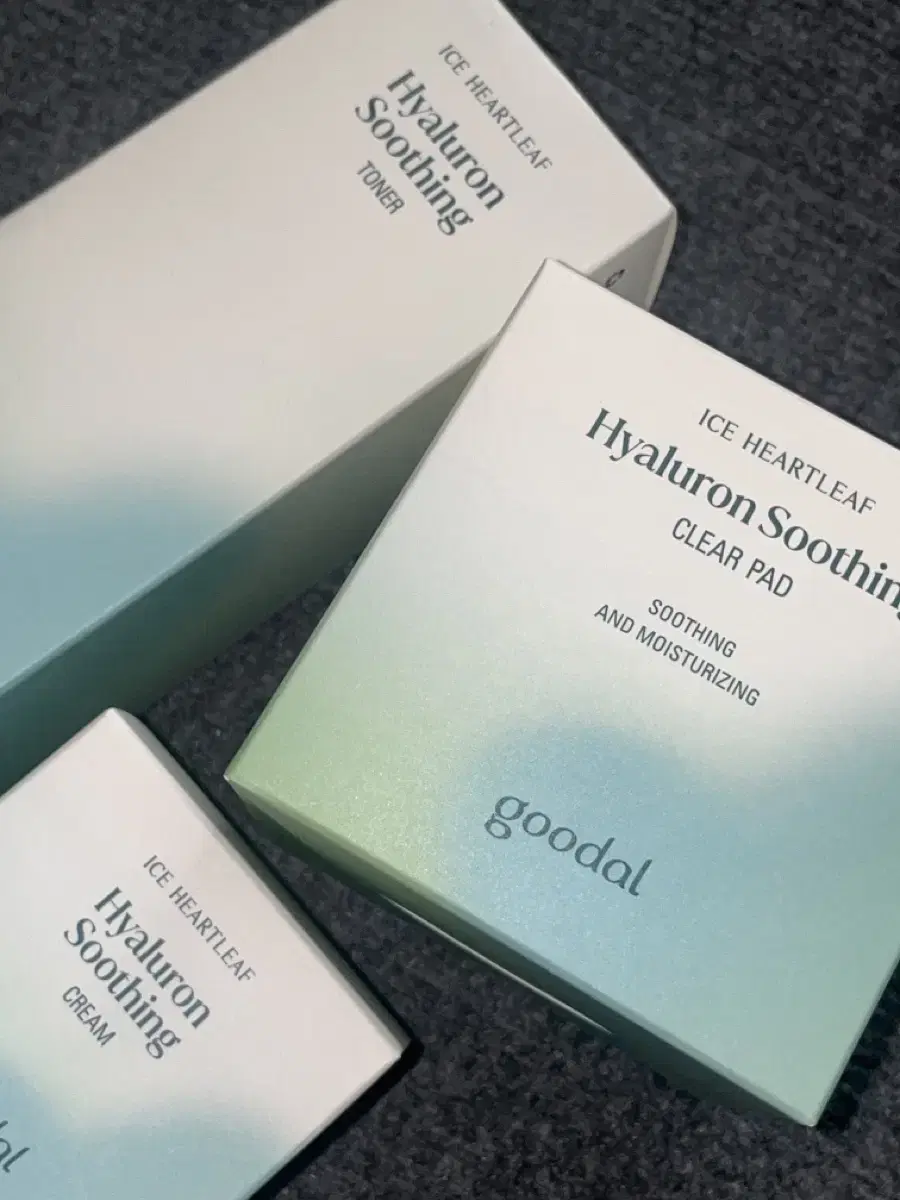 ICE HEARTLEAF
Hyaluron
Soothing
TONER
ICE HEARTLEAF
Hyaluron Soothing
CLEAR PAD
SOOTHING
AND MOISTURIZING
goodal
ICE HEARTLEAF
Hyaluron
Soothing
CREAM